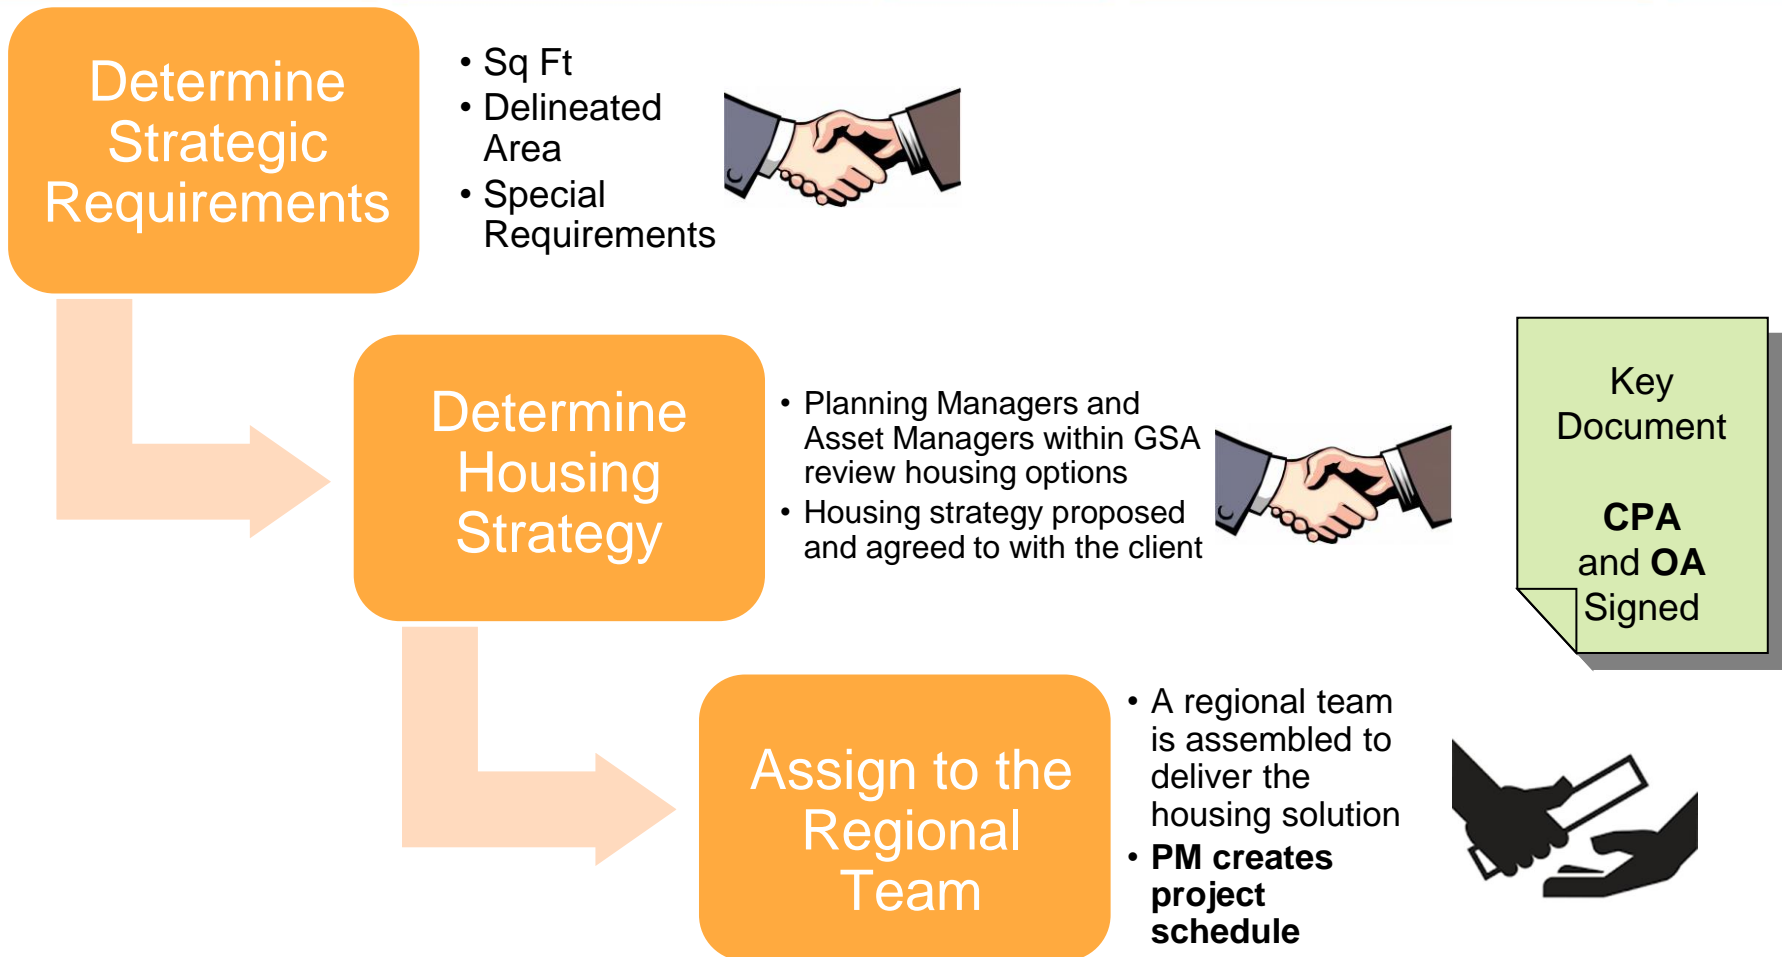 Determine
Strategic
Requirements
• Sq Ft
• Delineated
Area
• Special
Requirements
Determine
Housing
Strategy
• Planning Managers and
Asset Managers within GSA
review housing options
• Housing strategy proposed
and agreed to with the client
Key
Document
CPA
and OA
Signed
Assign to the
Regional
Team
• A regional team
is assembled to
deliver the
housing solution
• PM creates
project
schedule